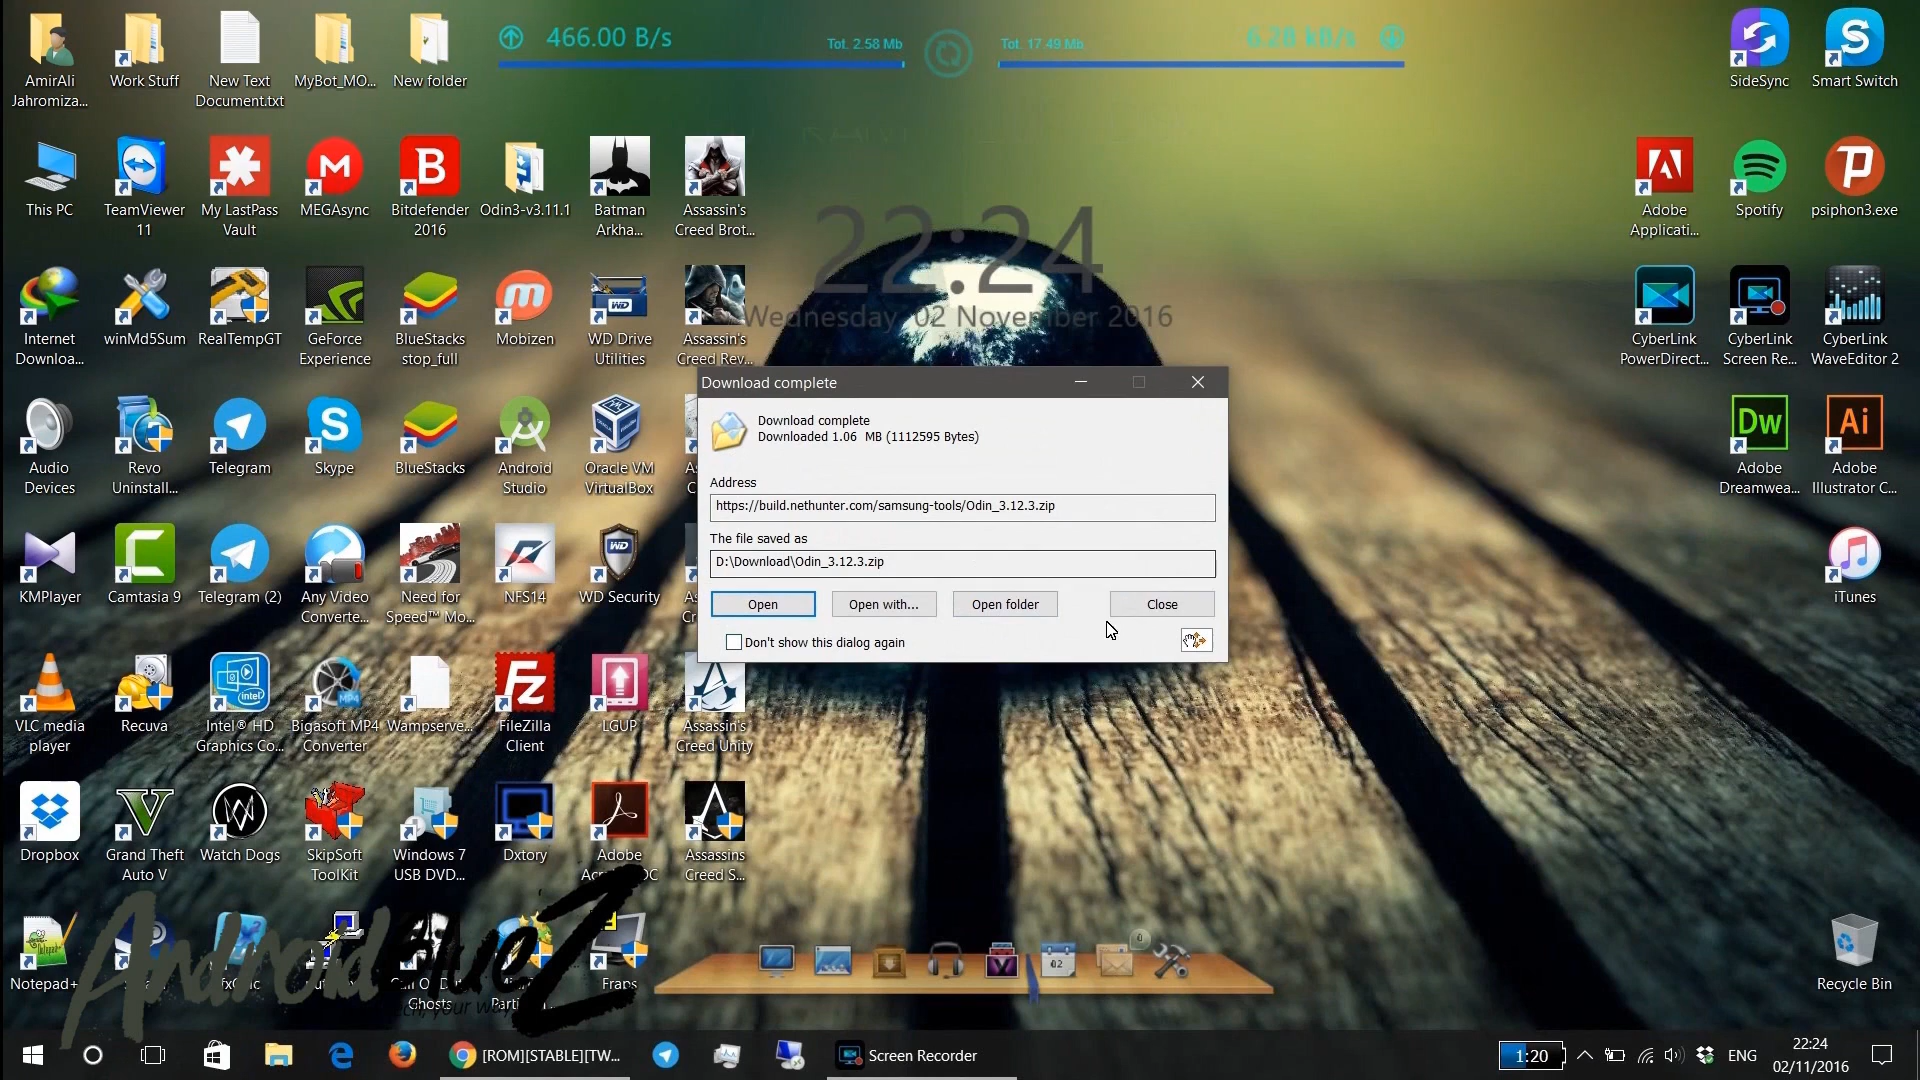 466.00 B/s
Tot. 2.58 Mb
Tot. 17.49 Mb
6.28 kB/s
AmirAli
Jahromiza...
Work Stuff
New Text
Document.txt
MyBot_MO...
New folder
SideSync
Smart Switch
This PC
TeamViewer
11
My LastPass
Vault
MEGAsync
Bitdefender
2016
Odin3-v3.11.1
Batman
Arkha...
Assassin's
Creed Brot...
22:24
Wednesday, 02 November 2016
Adobe
Applicati...
Spotify
psiphon3.exe
Internet
Downloa...
winMd5Sum
RealTempGT
GeForce
Experience
BlueStacks
stop_full
Mobizen
WD Drive
Utilities
Assassin's
Creed Rev...
CyberLink
PowerDirect...
CyberLink
Screen Re...
CyberLink
WaveEditor 2
Download complete
Download complete
Downloaded 1.06 MB (1112595 Bytes)
Address
https://build.nethunter.com/samsung-tools/Odin_3.12.3.zip
The file saved as
D:\Download\Odin_3.12.3.zip
Open
Open with...
Open folder
Close
Don't show this dialog again
Audio
Devices
Revo
Uninstall...
Telegram
Skype
BlueStacks
Android
Studio
Oracle VM
VirtualBox
Adobe
Dreamwea...
Adobe
Illustrator C...
KMPlayer
Camtasia 9
Telegram (2)
Any Video
Converte...
Need for
Speed™ Mo...
NFS14
WD Security
iTunes
VLC media
player
Recuva
Intel® HD
Graphics Co...
Bigasoft MP4
Converter
Wampserve...
FileZilla
Client
LGUP
Assassin's
Creed Unity
Dropbox
Grand Theft
Auto V
Watch Dogs
SkipSoft
ToolKit
Windows 7
USB DVD...
Dxtory
Adobe
Assassins
Creed S...
Notepad+
Ghosts
Fraps
AndroidblueZ
Recycle Bin
[ROM][STABLE][TW...
Screen Recorder
1:20
ENG
22:24
02/11/2016